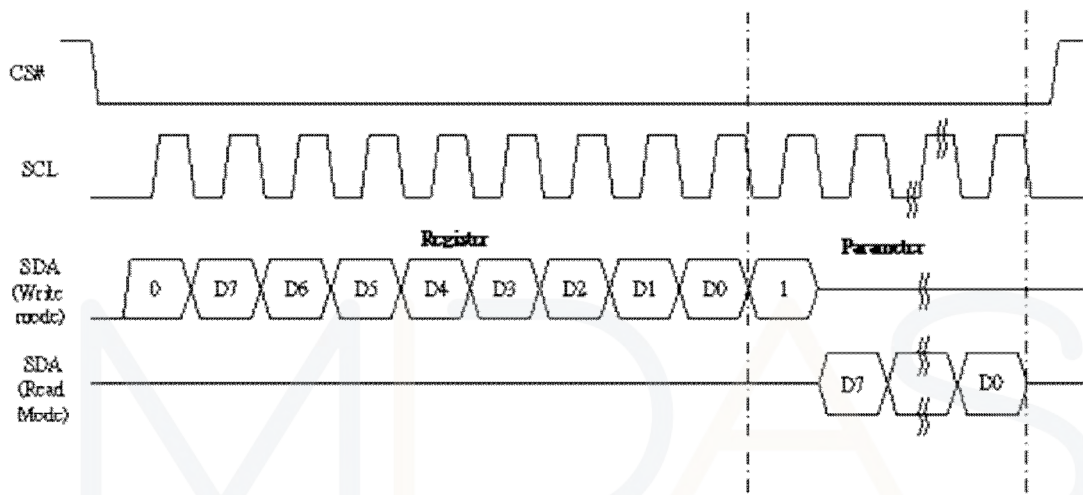 CS#
SCL
Register
Parameter
SDA
(Write
mode)
0 D7 D6 D5 D4 D3 D2 D1 D0 1
SDA
(Read
Mode)
D7 D0
MIDAS